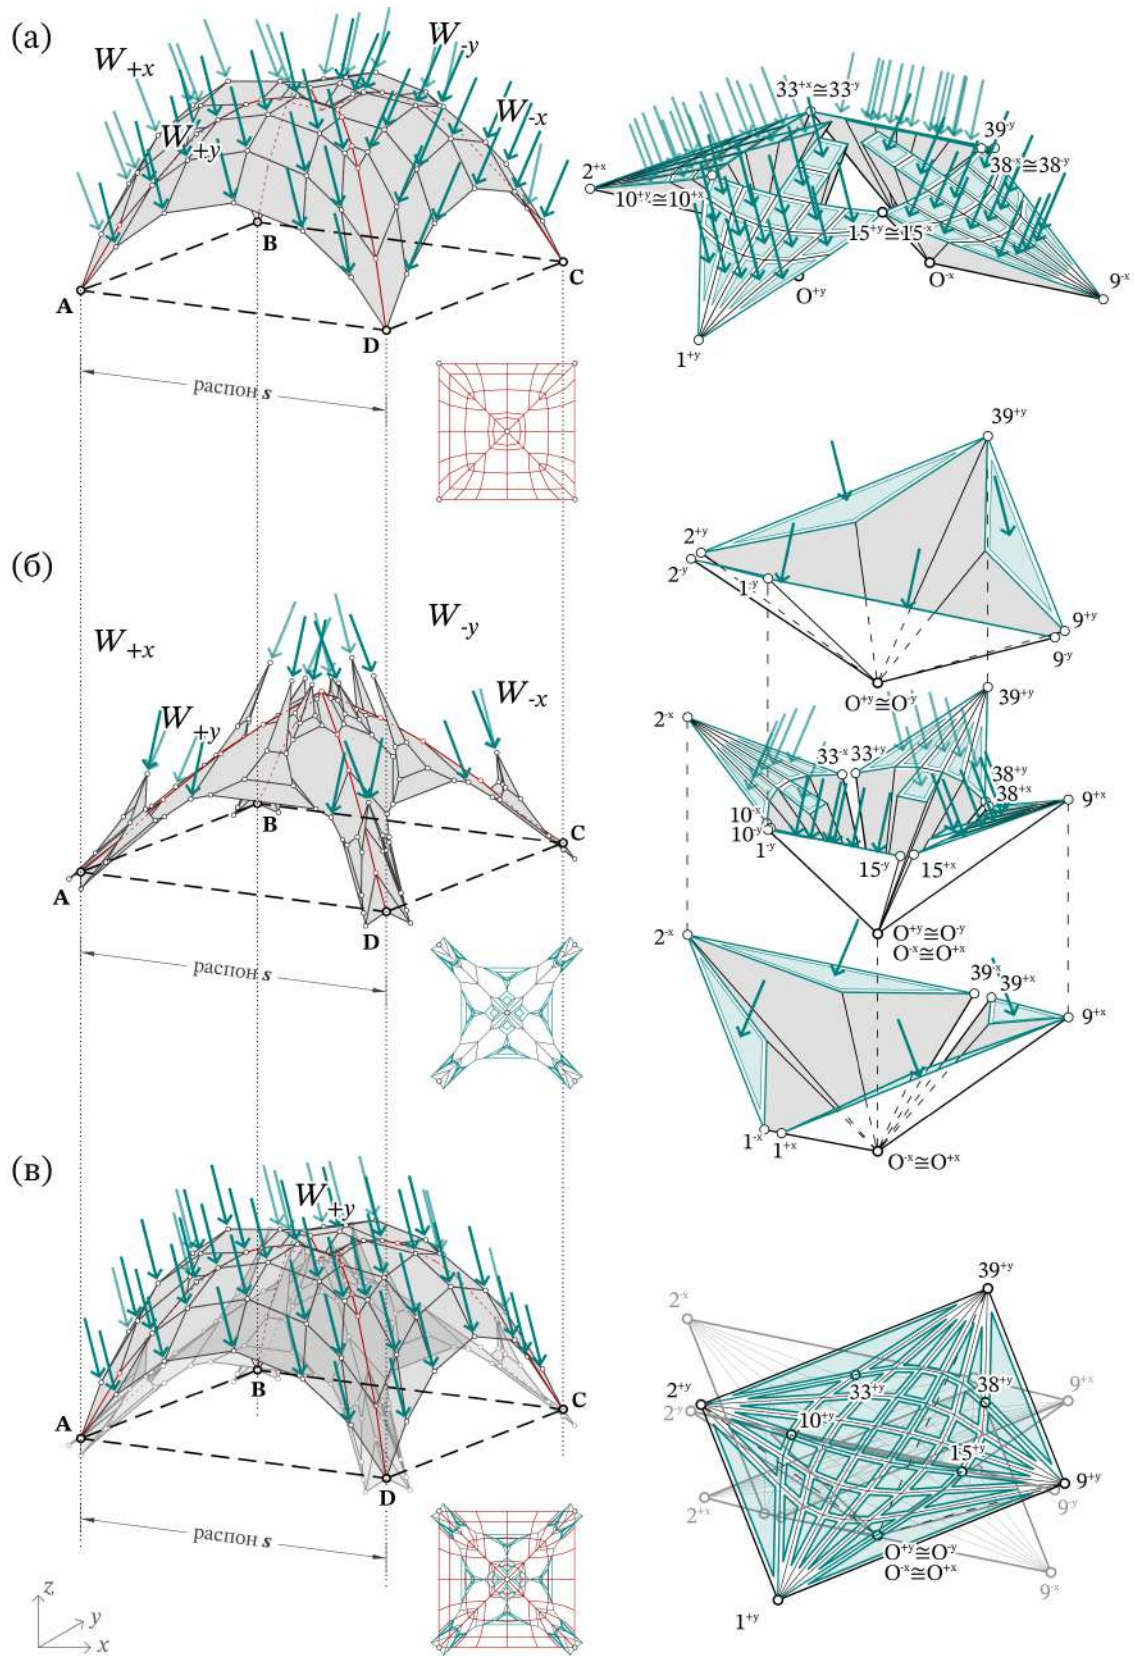 (а)
W+x
W-y
W+y
W-x
B
C
A
D
распон s
33+x≅33-y
39-y
38-x≅38-y
2+x
10+y≅10+x
15+y≅15-x
O+y
O-x
9-x
1+y
39+y
2+y
2-y
1-y
9+y
9-y
O+y≅O-y
(б)
W+x
W-y
W+y
W-x
B
C
A
D
распон s
2-x
39+y
33-x
33+y
38+y
38+x
9+x
10-x
10-y
1-y
15-y
15+x
O+y≅O-y
O-x≅O+x
2-x
39-x
39+x
9+x
1-x
1+x
O-x≅O+x
(в)
W+y
B
C
A
D
распон s
39+y
2-x
2+y
2-y
33+y
38+y
9+x
10+y
15+y
9+y
9-y
2+x
O+y≅O-y
O-x≅O+x
9-x
1+y
z
y
x